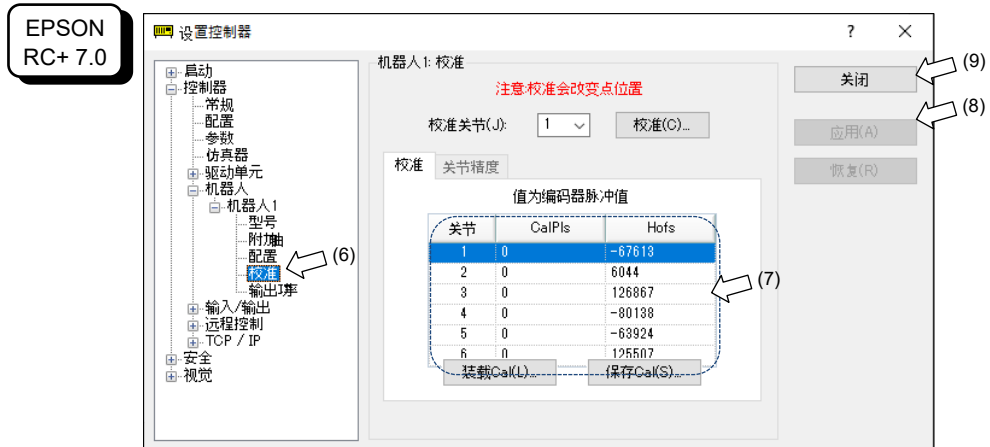 EPSON
RC+ 7.0
设置控制器
?
启动
控制器
常规
配置
参数
仿真器
驱动单元
机器人
机器人1
型号
附加轴
配置
校准
输出功率
输入/输出
远程控制
TCP / IP
安全
视觉
(6)
机器人1: 校准
注意:校准会改变点位置
校准关节(J): 1 校准(C)...
校准 关节精度
值为编码器脉冲值
关节 CalPls Hofs
1 0 -67613
2 0 6044
3 0 126867
4 0 -80138
5 0 -63924
6 0 125507
(7)
装载Cal(L)... 保存Cal(S)...
关闭
(9)
应用(A)
(8)
恢复(R)